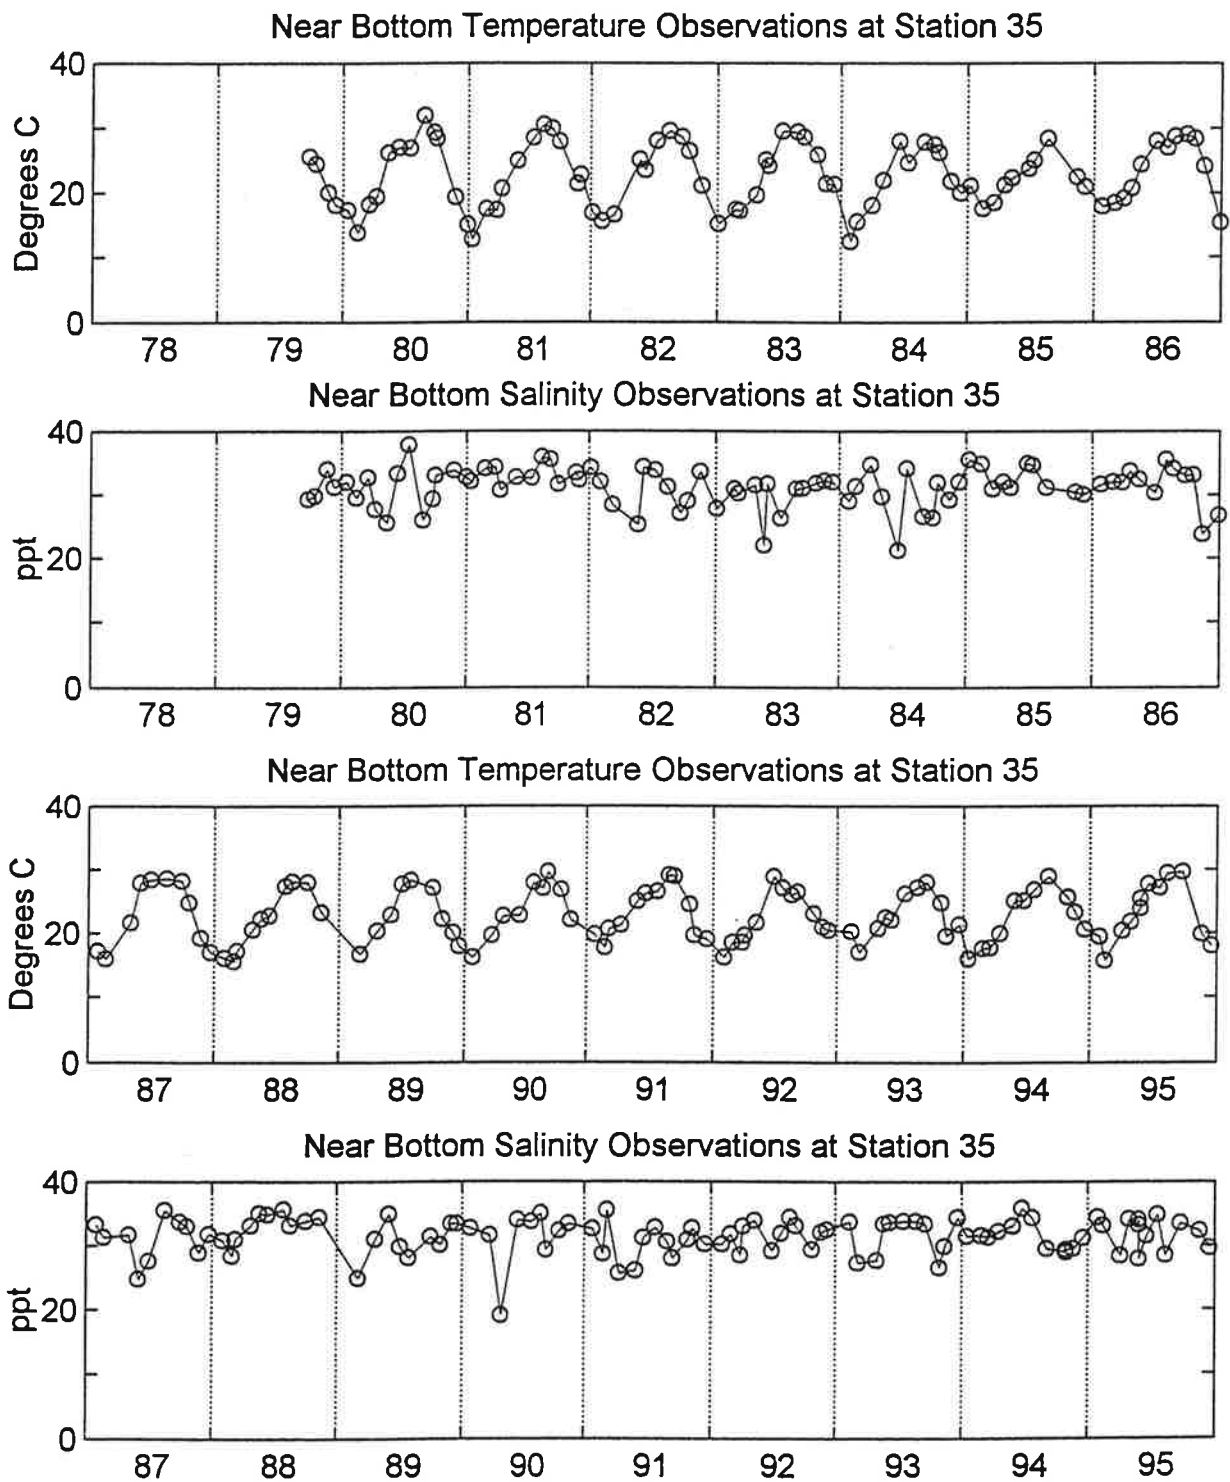 Near Bottom Temperature Observations at Station 35
40
20
0
Degrees C
78 79 80 81 82 83 84 85 86
Near Bottom Salinity Observations at Station 35
40
20
0
ppt
78 79 80 81 82 83 84 85 86
Near Bottom Temperature Observations at Station 35
40
20
0
Degrees C
87 88 89 90 91 92 93 94 95
Near Bottom Salinity Observations at Station 35
40
20
0
ppt
87 88 89 90 91 92 93 94 95